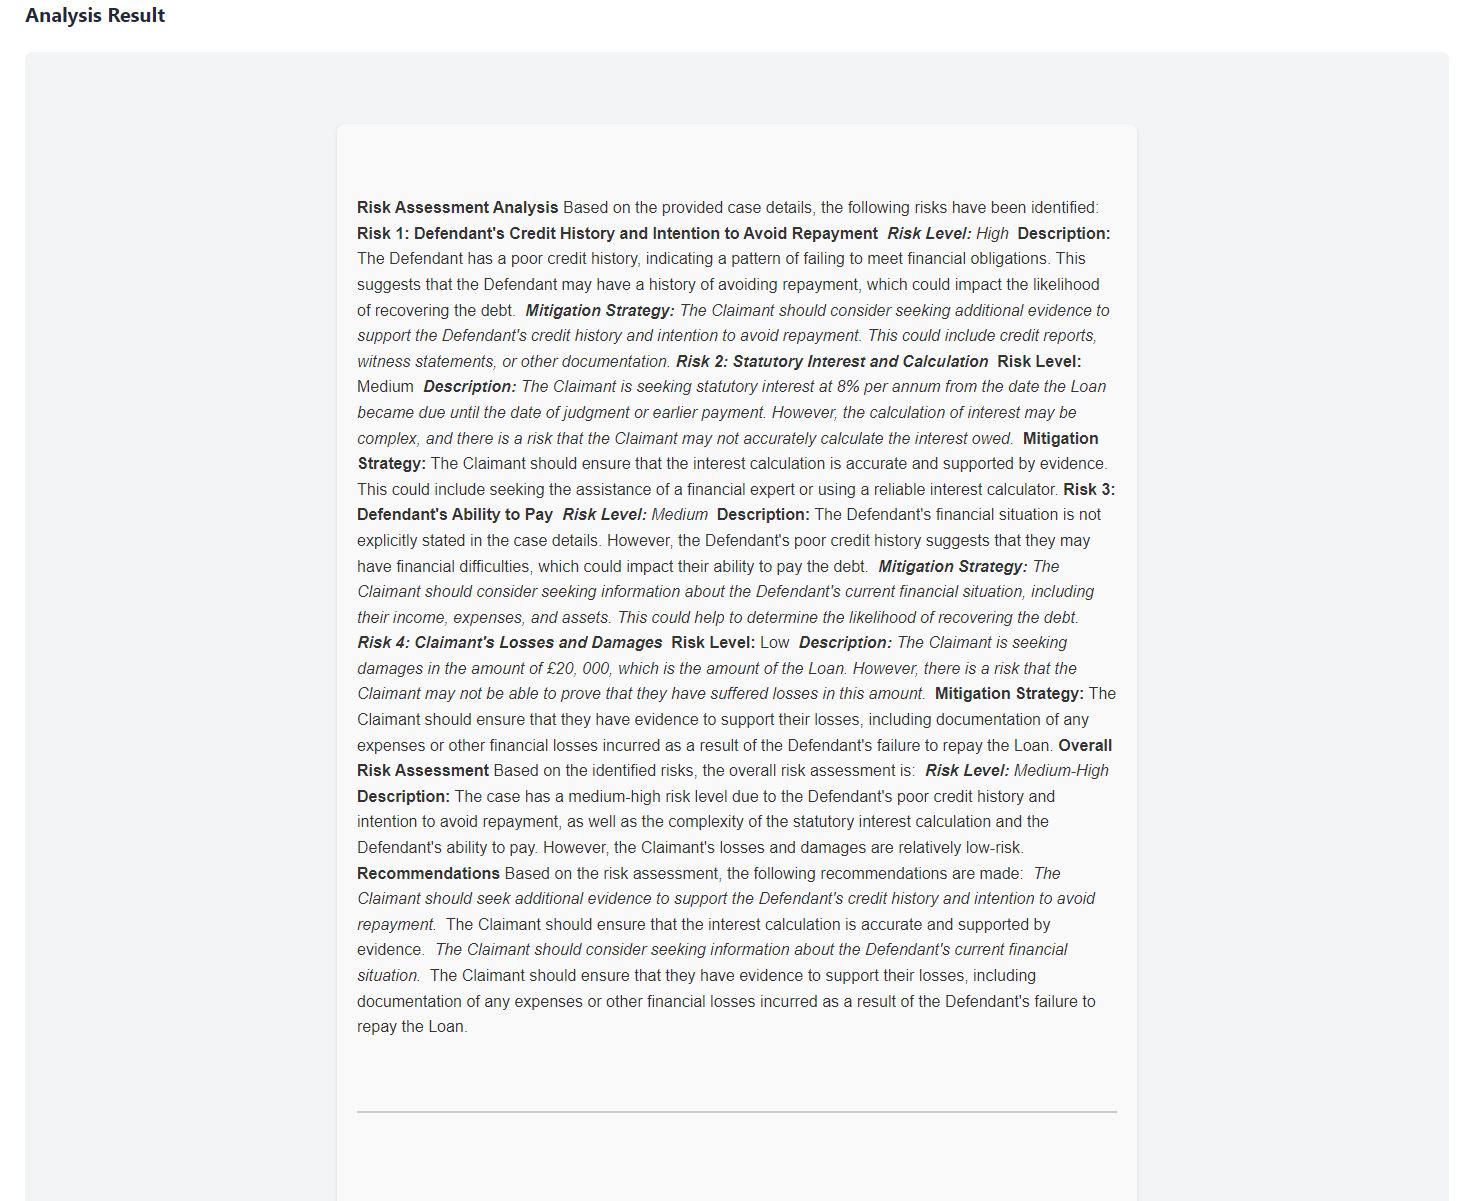 Analysis Result
Risk Assessment Analysis Based on the provided case details, the following risks have been identified:
Risk 1: Defendant's Credit History and Intention to Avoid Repayment Risk Level: High Description:
The Defendant has a poor credit history, indicating a pattern of failing to meet financial obligations. This
suggests that the Defendant may have a history of avoiding repayment, which could impact the likelihood
of recovering the debt. Mitigation Strategy: The Claimant should consider seeking additional evidence to
support the Defendant's credit history and intention to avoid repayment. This could include credit reports,
witness statements, or other documentation. Risk 2: Statutory Interest and Calculation Risk Level:
Medium Description: The Claimant is seeking statutory interest at 8% per annum from the date the Loan
became due until the date of judgment or earlier payment. However, the calculation of interest may be
complex, and there is a risk that the Claimant may not accurately calculate the interest owed. Mitigation
Strategy: The Claimant should ensure that the interest calculation is accurate and supported by evidence.
This could include seeking the assistance of a financial expert or using a reliable interest calculator. Risk 3:
Defendant's Ability to Pay Risk Level: Medium Description: The Defendant's financial situation is not
explicitly stated in the case details. However, the Defendant's poor credit history suggests that they may
have financial difficulties, which could impact their ability to pay the debt. Mitigation Strategy: The
Claimant should consider seeking information about the Defendant's current financial situation, including
their income, expenses, and assets. This could help to determine the likelihood of recovering the debt.
Risk 4: Claimant's Losses and Damages Risk Level: Low Description: The Claimant is seeking
damages in the amount of £20, 000, which is the amount of the Loan. However, there is a risk that the
Claimant may not be able to prove that they have suffered losses in this amount. Mitigation Strategy: The
Claimant should ensure that they have evidence to support their losses, including documentation of any
expenses or other financial losses incurred as a result of the Defendant's failure to repay the Loan. Overall
Risk Assessment Based on the identified risks, the overall risk assessment is: Risk Level: Medium-High
Description: The case has a medium-high risk level due to the Defendant's poor credit history and
intention to avoid repayment, as well as the complexity of the statutory interest calculation and the
Defendant's ability to pay. However, the Claimant's losses and damages are relatively low-risk.
Recommendations Based on the risk assessment, the following recommendations are made: The
Claimant should seek additional evidence to support the Defendant's credit history and intention to avoid
repayment. The Claimant should ensure that the interest calculation is accurate and supported by
evidence. The Claimant should consider seeking information about the Defendant's current financial
situation. The Claimant should ensure that they have evidence to support their losses, including
documentation of any expenses or other financial losses incurred as a result of the Defendant's failure to
repay the Loan.